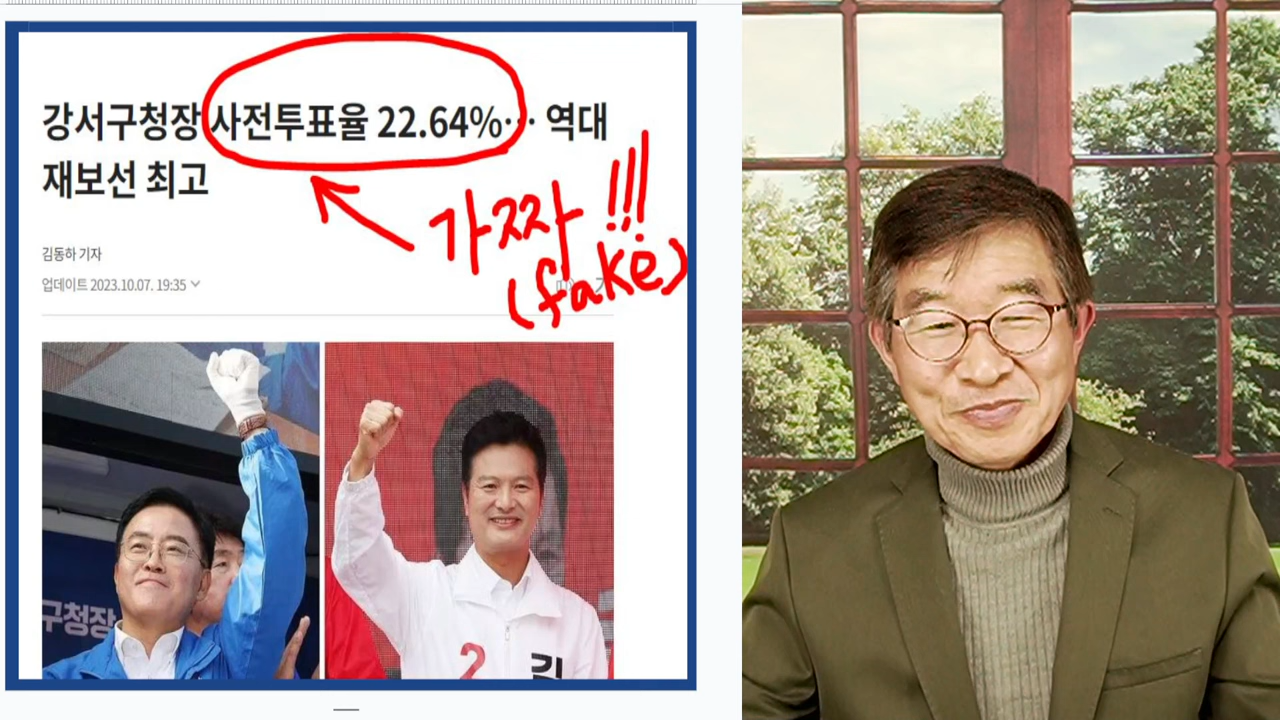 강서구청장 사전투표율 22.64%… 역대
재보선 최고
가짜!!!
(fake)
김동하 기자
업데이트 2023.10.07. 19:35
구청장
2 김